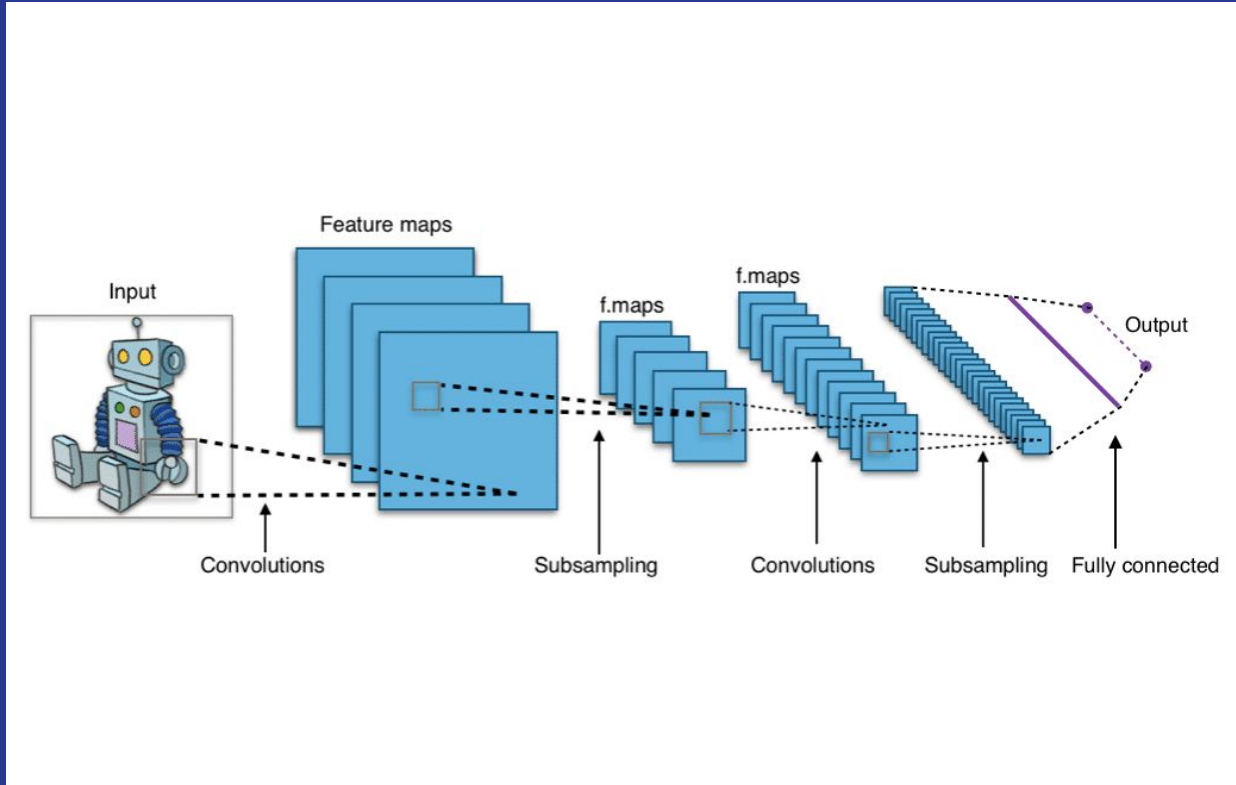 Feature maps
Input
f.maps
f.maps
Output
Convolutions
Subsampling
Convolutions
Subsampling
Fully connected